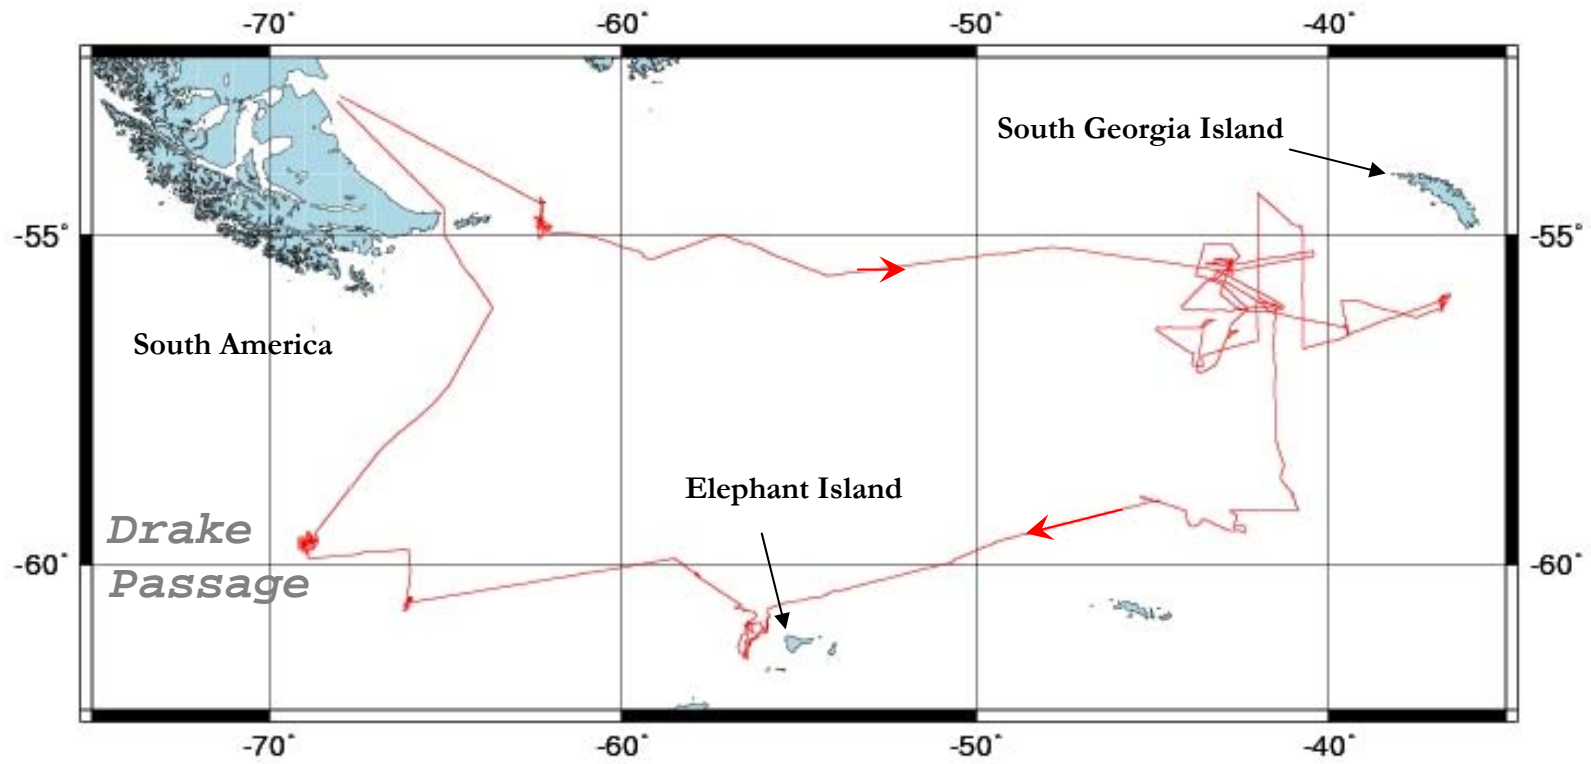 -70° -60° -50° -40°
South Georgia Island
-55° -55°
South America
Elephant Island
Drake
Passage
-60° -60°
-70° -60° -50° -40°